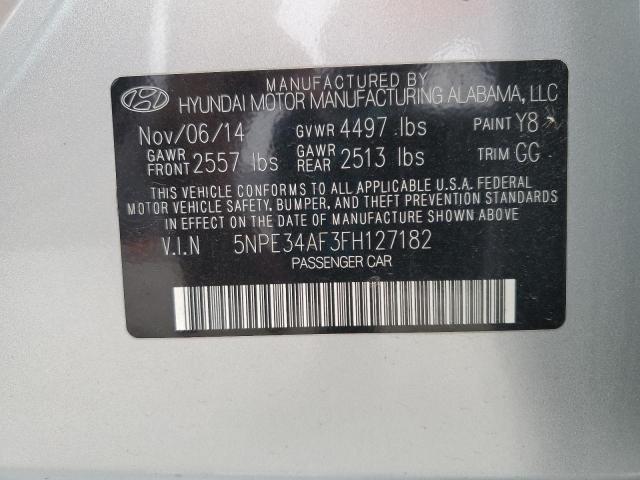 MANUFACTURED BY
HYUNDAI MOTOR MANUFACTURING ALABAMA, LLC
Nov/06/14 GVWR 4497 lbs PAINT Y8
GAWR FRONT 2557 lbs GAWR REAR 2513 lbs TRIM GG
THIS VEHICLE CONFORMS TO ALL APPLICABLE U.S.A. FEDERAL
MOTOR VEHICLE SAFETY, BUMPER, AND THEFT PREVENTION STANDARDS
IN EFFECT ON THE DATE OF MANUFACTURE SHOWN ABOVE
V.I.N 5NPE34AF3FH127182
PASSENGER CAR